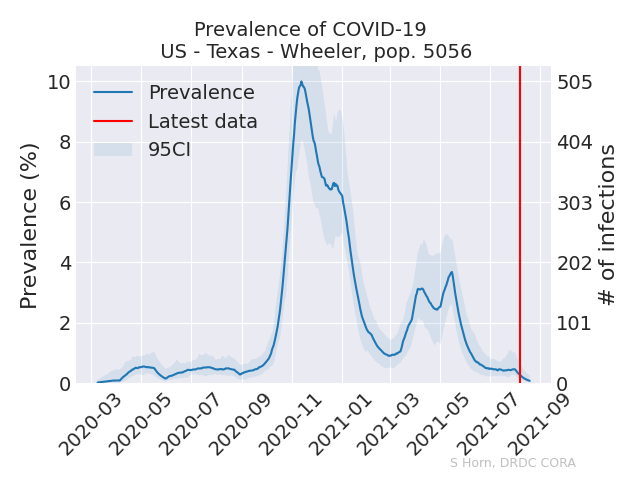 Prevalence of COVID-19
US - Texas - Wheeler, pop. 5056
Prevalence (%)
10
8
6
4
2
0
Prevalence
Latest data
95CI
505
404
303
202
101
0
# of infections
2020-03
2020-05
2020-07
2020-09
2020-11
2021-01
2021-03
2021-05
2021-07
2021-09
S Horn, DRDC CORA